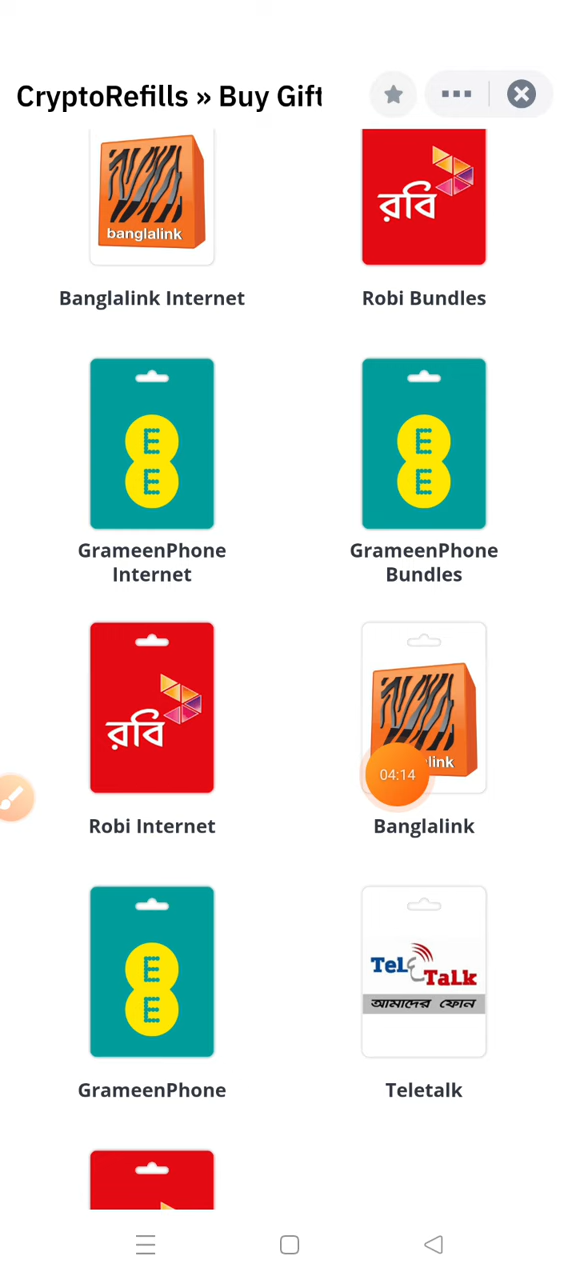 CryptoRefills » Buy Gift
banglalink
রবি
Banglalink Internet
Robi Bundles
E
E
E
E
GrameenPhone
Internet
GrameenPhone
Bundles
রবি
link
04:14
Robi Internet
Banglalink
E
E
TeleTalk
আমাদের ফোন
GrameenPhone
Teletalk